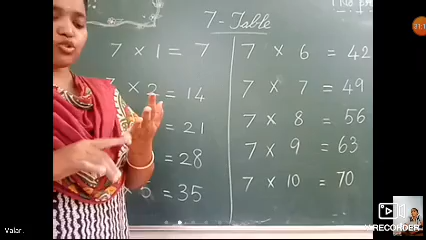 7 - Table
7 × 1 = 7
× 2 = 14
= 21
= 28
= 35
7 × 6 = 42
7 × 7 = 49
7 × 8 = 56
7 × 9 = 63
7 × 10 = 70
RECORDER
Valar.